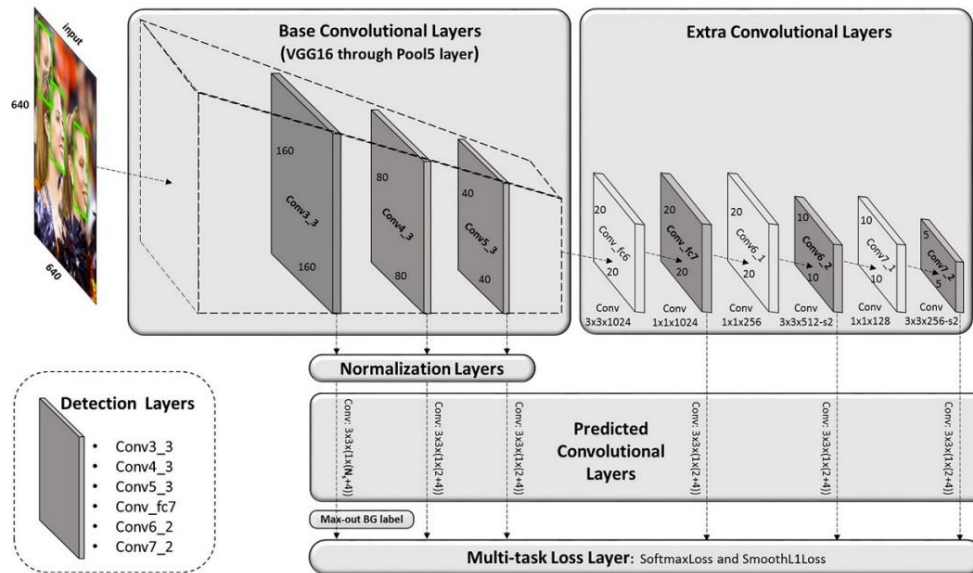 input
640
640
Base Convolutional Layers
(VGG16 through Pool5 layer)
160
Conv3_3
160
80
Conv4_3
80
40
Conv5_3
40
Extra Convolutional Layers
20
Conv_fc6
20
20
Conv_fc7
20
20
Conv6_1
20
10
Conv6_2
10
10
Conv7_1
10
5
Conv7_2
5
Conv
3x3x1024
Conv
1x1x1024
Conv
1x1x256
Conv
3x3x512-s2
Conv
1x1x128
Conv
3x3x256-s2
Normalization Layers
Detection Layers
• Conv3_3
• Conv4_3
• Conv5_3
• Conv_fc7
• Conv6_2
• Conv7_2
Conv: 3x3x(1x(Ns+4))
Conv: 3x3x(1x(2+4))
Conv: 3x3x(1x(2+4))
Predicted
Convolutional
Layers
Conv: 3x3x(1x(2+4))
Conv: 3x3x(1x(2+4))
Conv: 3x3x(1x(2+4))
Max-out BG label
Multi-task Loss Layer: SoftmaxLoss and SmoothL1Loss